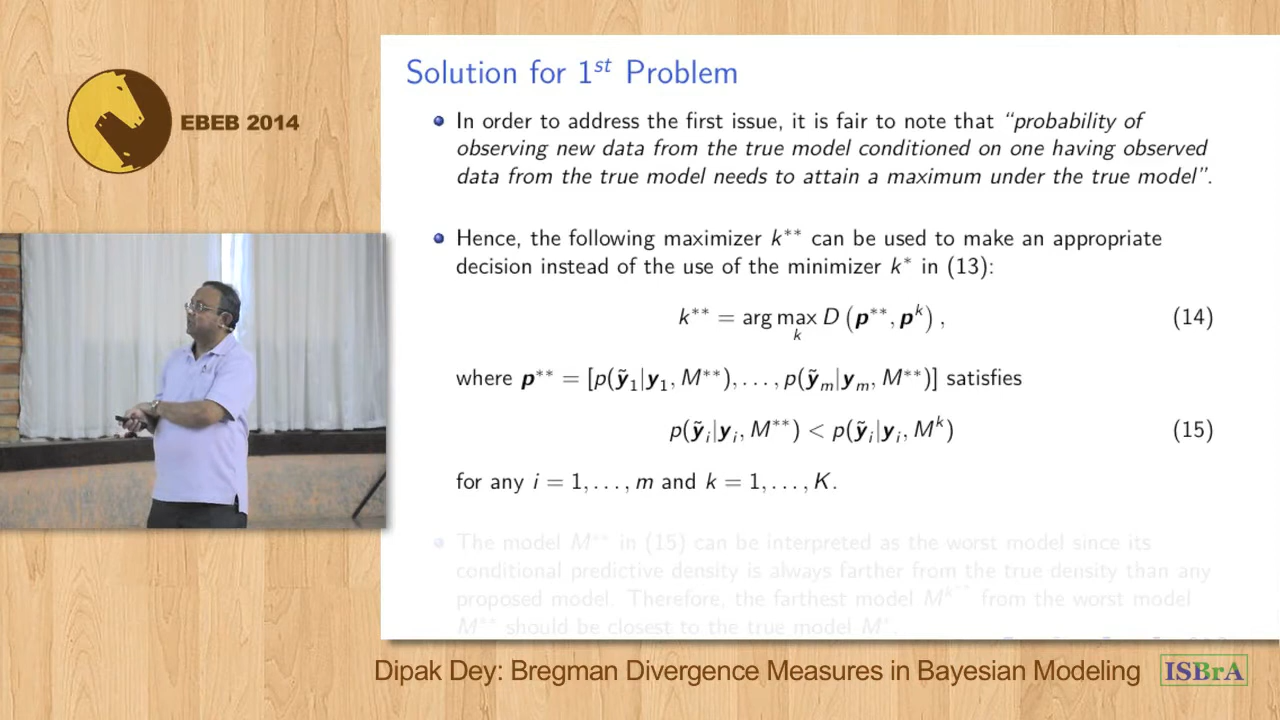 EBEB 2014
Solution for 1st Problem
In order to address the first issue, it is fair to note that “probability of
observing new data from the true model conditioned on one having observed
data from the true model needs to attain a maximum under the true model”.
Hence, the following maximizer k** can be used to make an appropriate
decision instead of the use of the minimizer k* in (13):
k** = arg max_k D (p**, p^k) , (14)
where p** = [p(ỹ₁|y₁, M**), . . . , p(ỹₘ|yₘ, M**)] satisfies
p(ỹᵢ|yᵢ, M**) < p(ỹᵢ|yᵢ, M^k) (15)
for any i = 1, . . . , m and k = 1, . . . , K.
The model M** in (15) can be interpreted as the worst model since its
conditional predictive density is always farther from the true density than any
proposed model. Therefore, the farthest model M^k** from the worst model
M** should be closest to the true model M*.
Dipak Dey: Bregman Divergence Measures in Bayesian Modeling
ISBrA